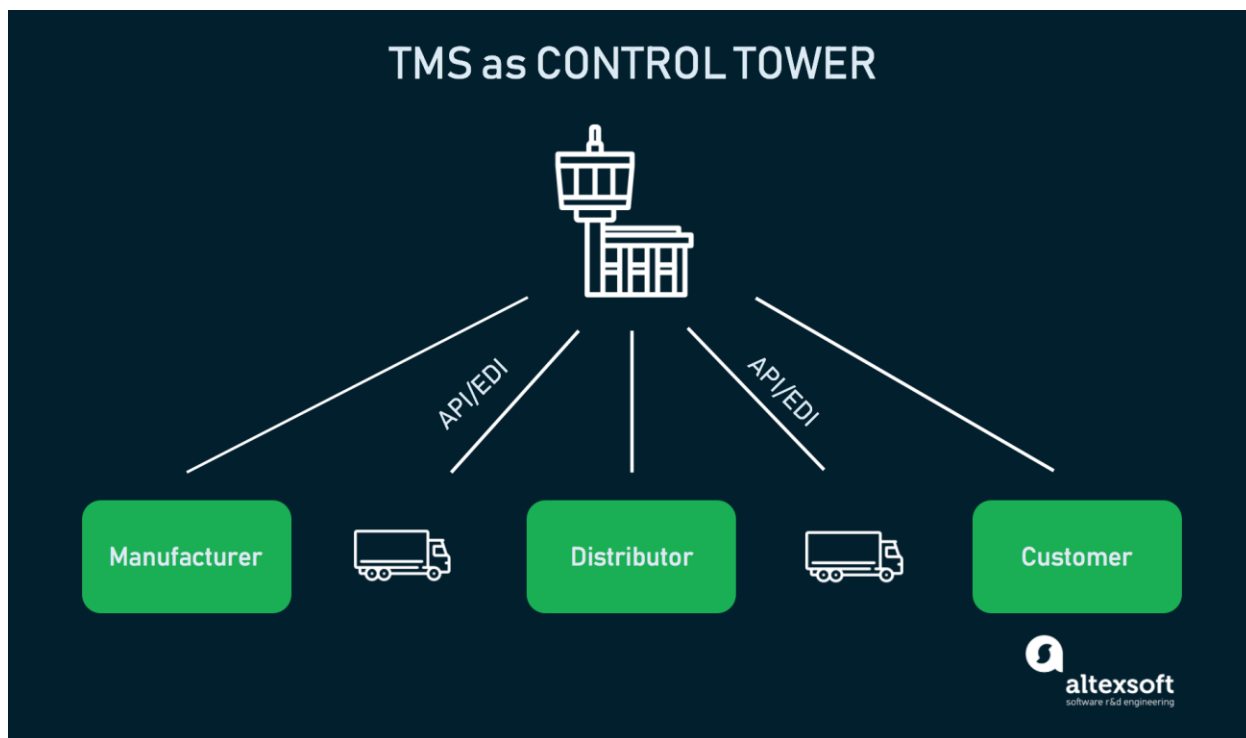 TMS as CONTROL TOWER
API/EDI
API/EDI
Manufacturer
Distributor
Customer
altexsoft
software r&d engineering